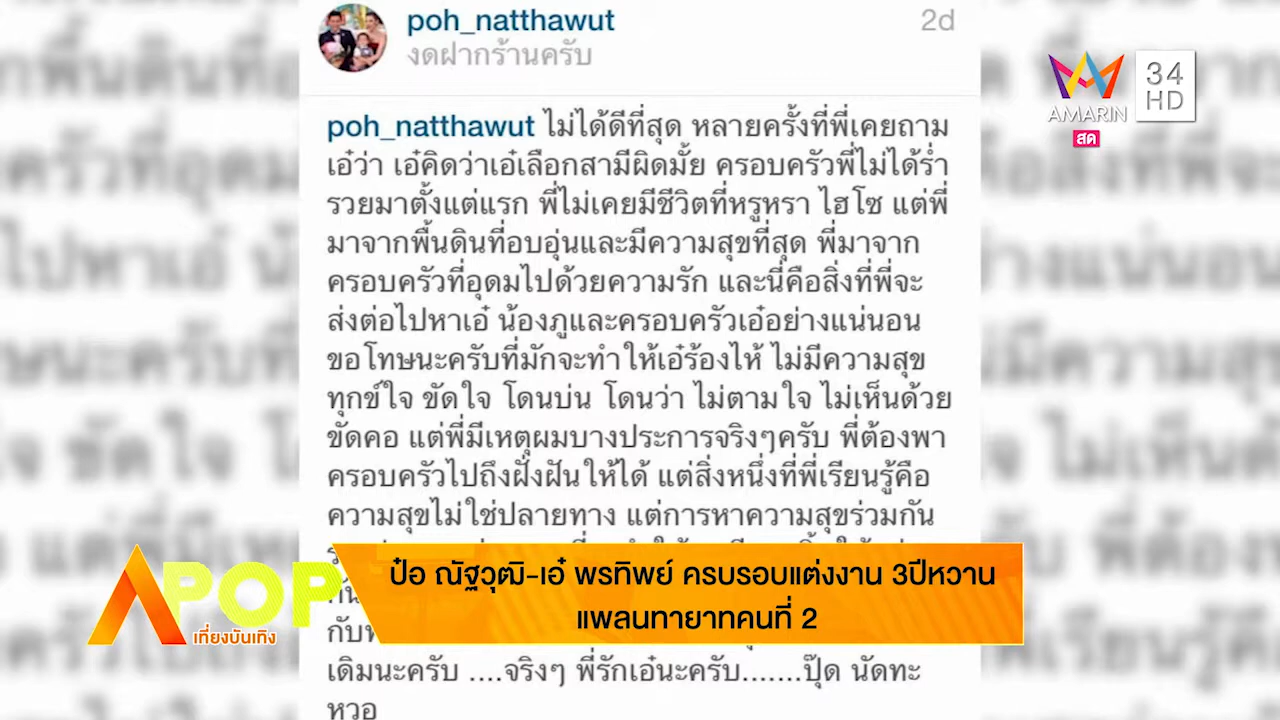 poh_natthawut
2d
งดฝากร้านครับ
poh_natthawut ไม่ได้ดีที่สุด หลายครั้งที่พี่เคยถาม
เอ๋ว่า เอ๋คิดว่าเอ๋เลือกสามีผิดมั้ย ครอบครัวพี่ไม่ได้ร่ำ
รวยมาตั้งแต่แรก พี่ไม่เคยมีชีวิตที่หรูหรา ไฮโซ แต่พี่
มาจากพื้นดินที่อบอุ่นและมีความสุขที่สุด พี่มาจาก
ครอบครัวที่อุดมไปด้วยความรัก และนี่คือสิ่งที่พี่จะ
ส่งต่อไปหาเอ๋ น้องภูและครอบครัวเอ๋อย่างแน่นอน
ขอโทษนะครับที่มักจะทำให้เอ๋ร้องไห้ ไม่มีความสุข
ทุกข์ใจ ขัดใจ โดนบ่น โดนว่า ไม่ตามใจ ไม่เห็นด้วย
ขัดคอ แต่พี่มีเหตุผมบางประการจริงๆครับ พี่ต้องพา
ครอบครัวไปถึงฝั่งฝันให้ได้ แต่สิ่งหนึ่งที่พี่เรียนรู้คือ
ความสุขไม่ใช่ปลายทาง แต่การหาความสุขร่วมกัน
เดิมนะครับ ....จริงๆ พี่รักเอ๋นะครับ.......ปุ๊ด นัดทะ
หวอ
AMARIN
34
HD
สด
APOP
เที่ยงบันเทิง
ป๋อ ณัฐวุฒิ-เอ๋ พรทิพย์ ครบรอบแต่งงาน 3ปีหวาน
แพลนทายาทคนที่ 2